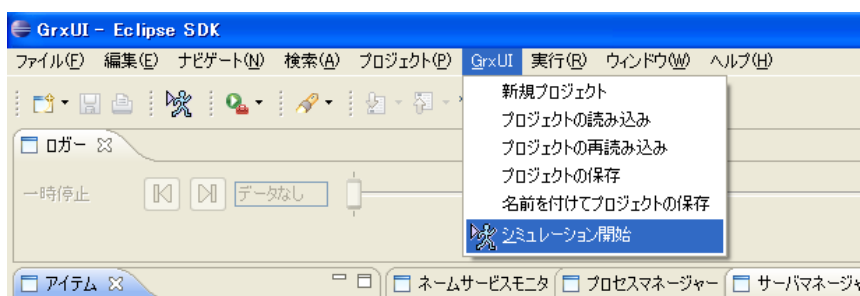 GrxUI - Eclipse SDK
ファイル(F) 編集(E) ナビゲート(N) 検索(A) プロジェクト(P) GrxUI 実行(R) ウィンドウ(W) ヘルプ(H)
新規プロジェクト
プロジェクトの読み込み
プロジェクトの再読み込み
プロジェクトの保存
名前を付けてプロジェクトの保存
シミュレーション開始
ロガー
一時停止 データなし
アイテム ネームサービスモニタ プロセスマネージャー サーバマネージャ